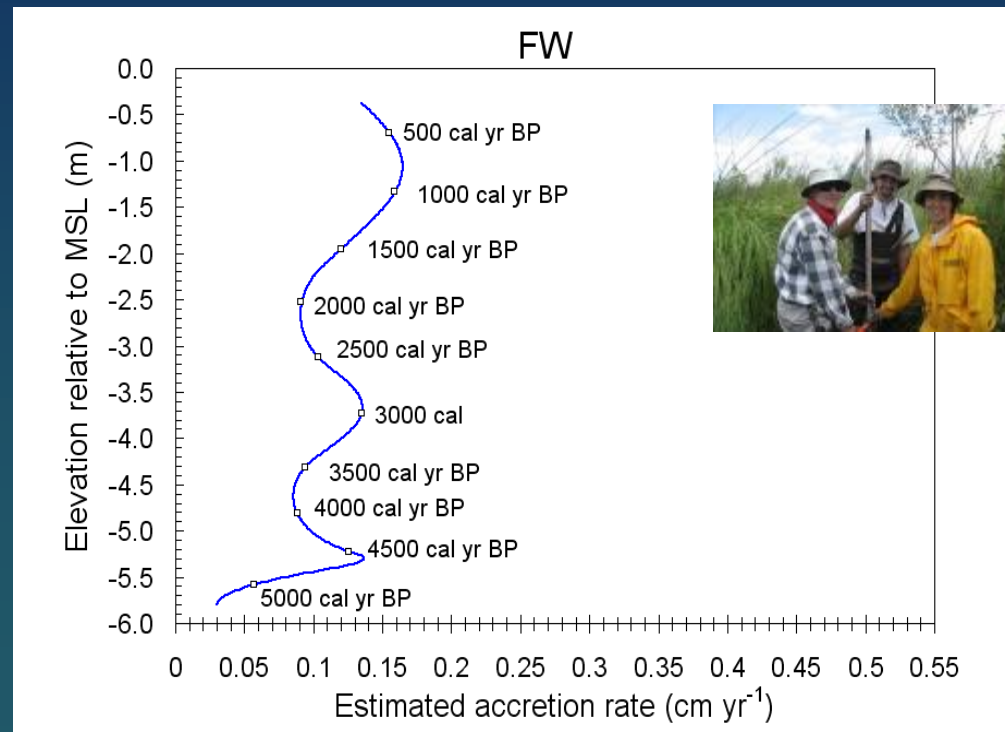 FW
0.0
-0.5
-1.0
-1.5
-2.0
-2.5
-3.0
-3.5
-4.0
-4.5
-5.0
-5.5
-6.0
Elevation relative to MSL (m)
500 cal yr BP
1000 cal yr BP
1500 cal yr BP
2000 cal yr BP
2500 cal yr BP
3000 cal
3500 cal yr BP
4000 cal yr BP
4500 cal yr BP
5000 cal yr BP
0 0.05 0.1 0.15 0.2 0.25 0.3 0.35 0.4 0.45 0.5 0.55
Estimated accretion rate (cm yr⁻¹)